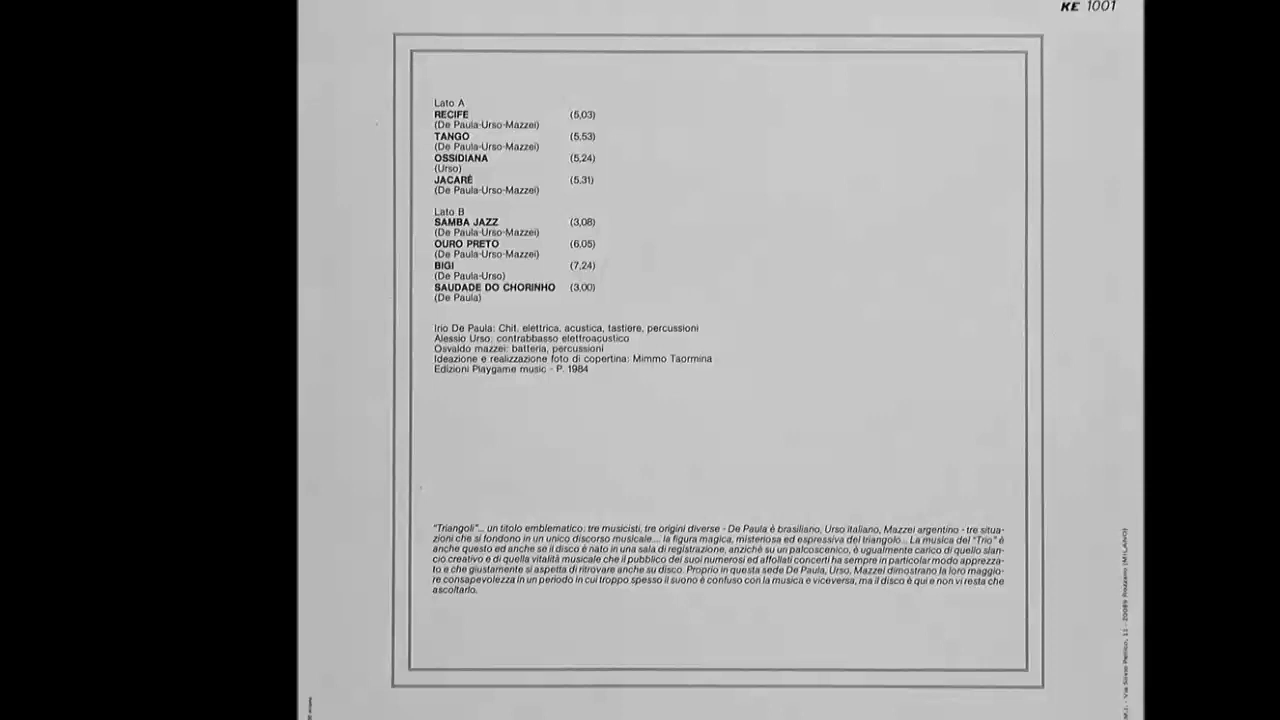 KE 1001
Lato A
RECIFE (5,03)
(De Paula-Urso-Mazzei)
TANGO (5,53)
(De Paula-Urso-Mazzei)
OSSIDIANA (5,24)
(Urso)
JACARÈ (5,31)
(De Paula-Urso-Mazzei)
Lato B
SAMBA JAZZ (3,08)
(De Paula-Urso-Mazzei)
OURO PRETO (6,05)
(De Paula-Urso-Mazzei)
BIGI (7,24)
(De Paula-Urso)
SAUDADE DO CHORINHO (3,00)
(De Paula)
Irio De Paula: Chit. elettrica, acustica, tastiere, percussioni
Alessio Urso: contrabbasso elettroacustico
Osvaldo mazzei: batteria, percussioni
Ideazione e realizzazione foto di copertina: Mimmo Taormina
Edizioni Playgame music - P. 1984
"Triangoli"... un titolo emblematico: tre musicisti, tre origini diverse - De Paula è brasiliano, Urso italiano, Mazzei argentino - tre situa-
zioni che si fondono in un unico discorso musicale.... la figura magica, misteriosa ed espressiva del triangolo... La musica del "Trio" è
anche questo ed anche se il disco è nato in una sala di registrazione, anzichè su un palcoscenico, è ugualmente carico di quello slan-
cio creativo e di quella vitalità musicale che il pubblico dei suoi numerosi ed affollati concerti ha sempre in particolar modo apprezza-
to e che giustamente si aspetta di ritrovare anche su disco. Proprio in questa sede De Paula, Urso, Mazzei dimostrano la loro maggio-
re consapevolezza in un periodo in cui troppo spesso il suono è confuso con la musica e viceversa, ma il disco è qui e non vi resta che
ascoltarlo.
- Via Silvio Pellico, 11 - 20089 Rozzano (MILANO)